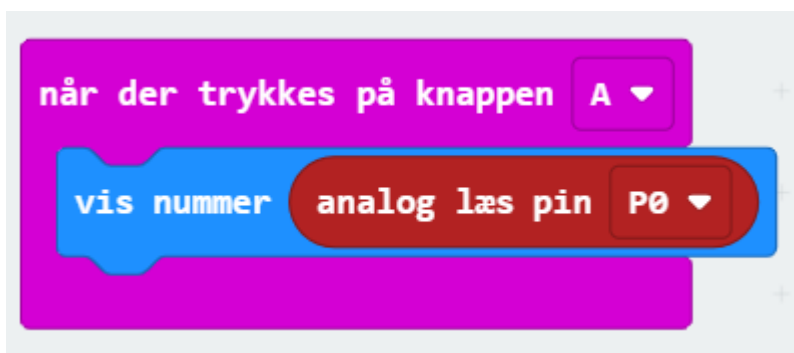 når der trykkes på knappen A
vis nummer analog læs pin P0